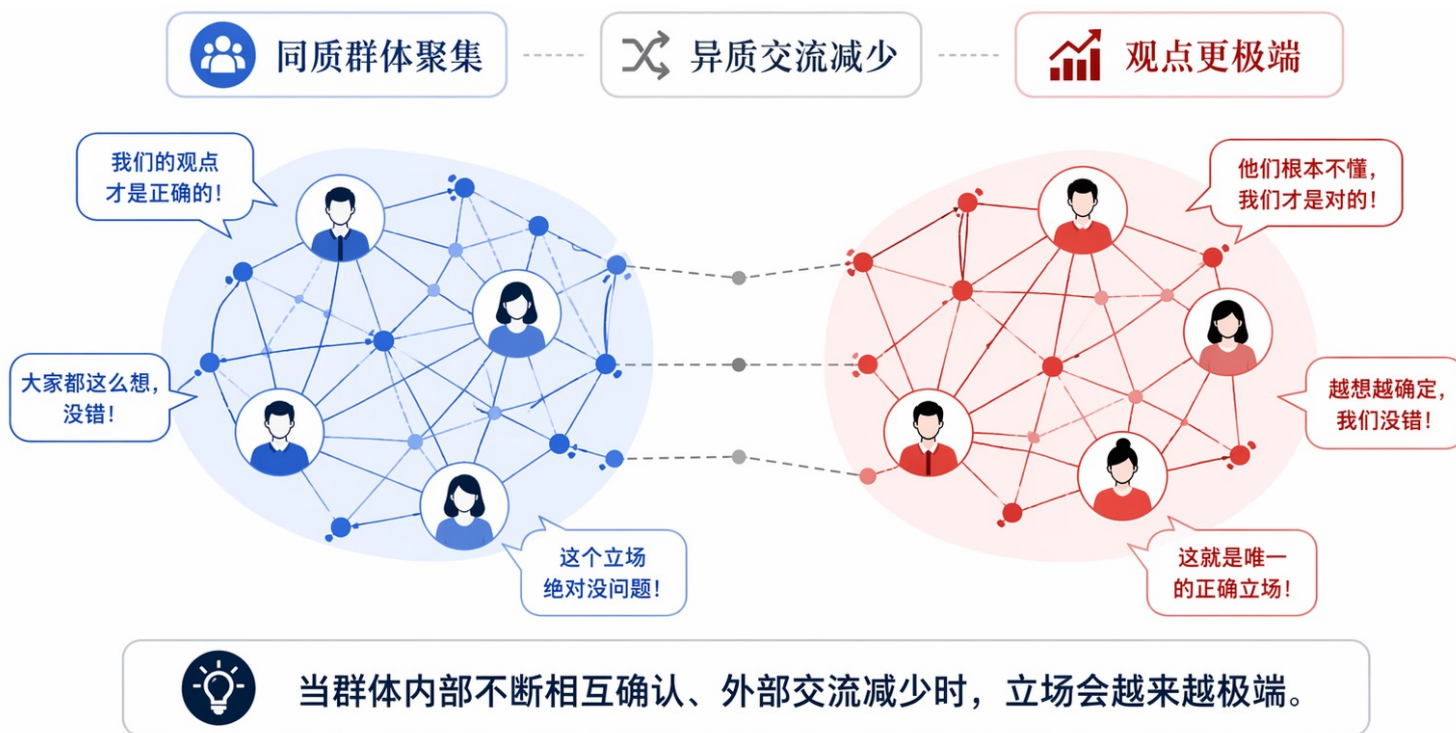 同质群体聚集
异质交流减少
观点更极端
我们的观点
才是正确的！
他们根本不懂，
我们才是对的！
大家都这么想，
没错！
越想越确定，
我们没错！
这个立场
绝对没问题！
这就是唯一
的正确立场！
当群体内部不断相互确认、外部交流减少时，立场会越来越极端。